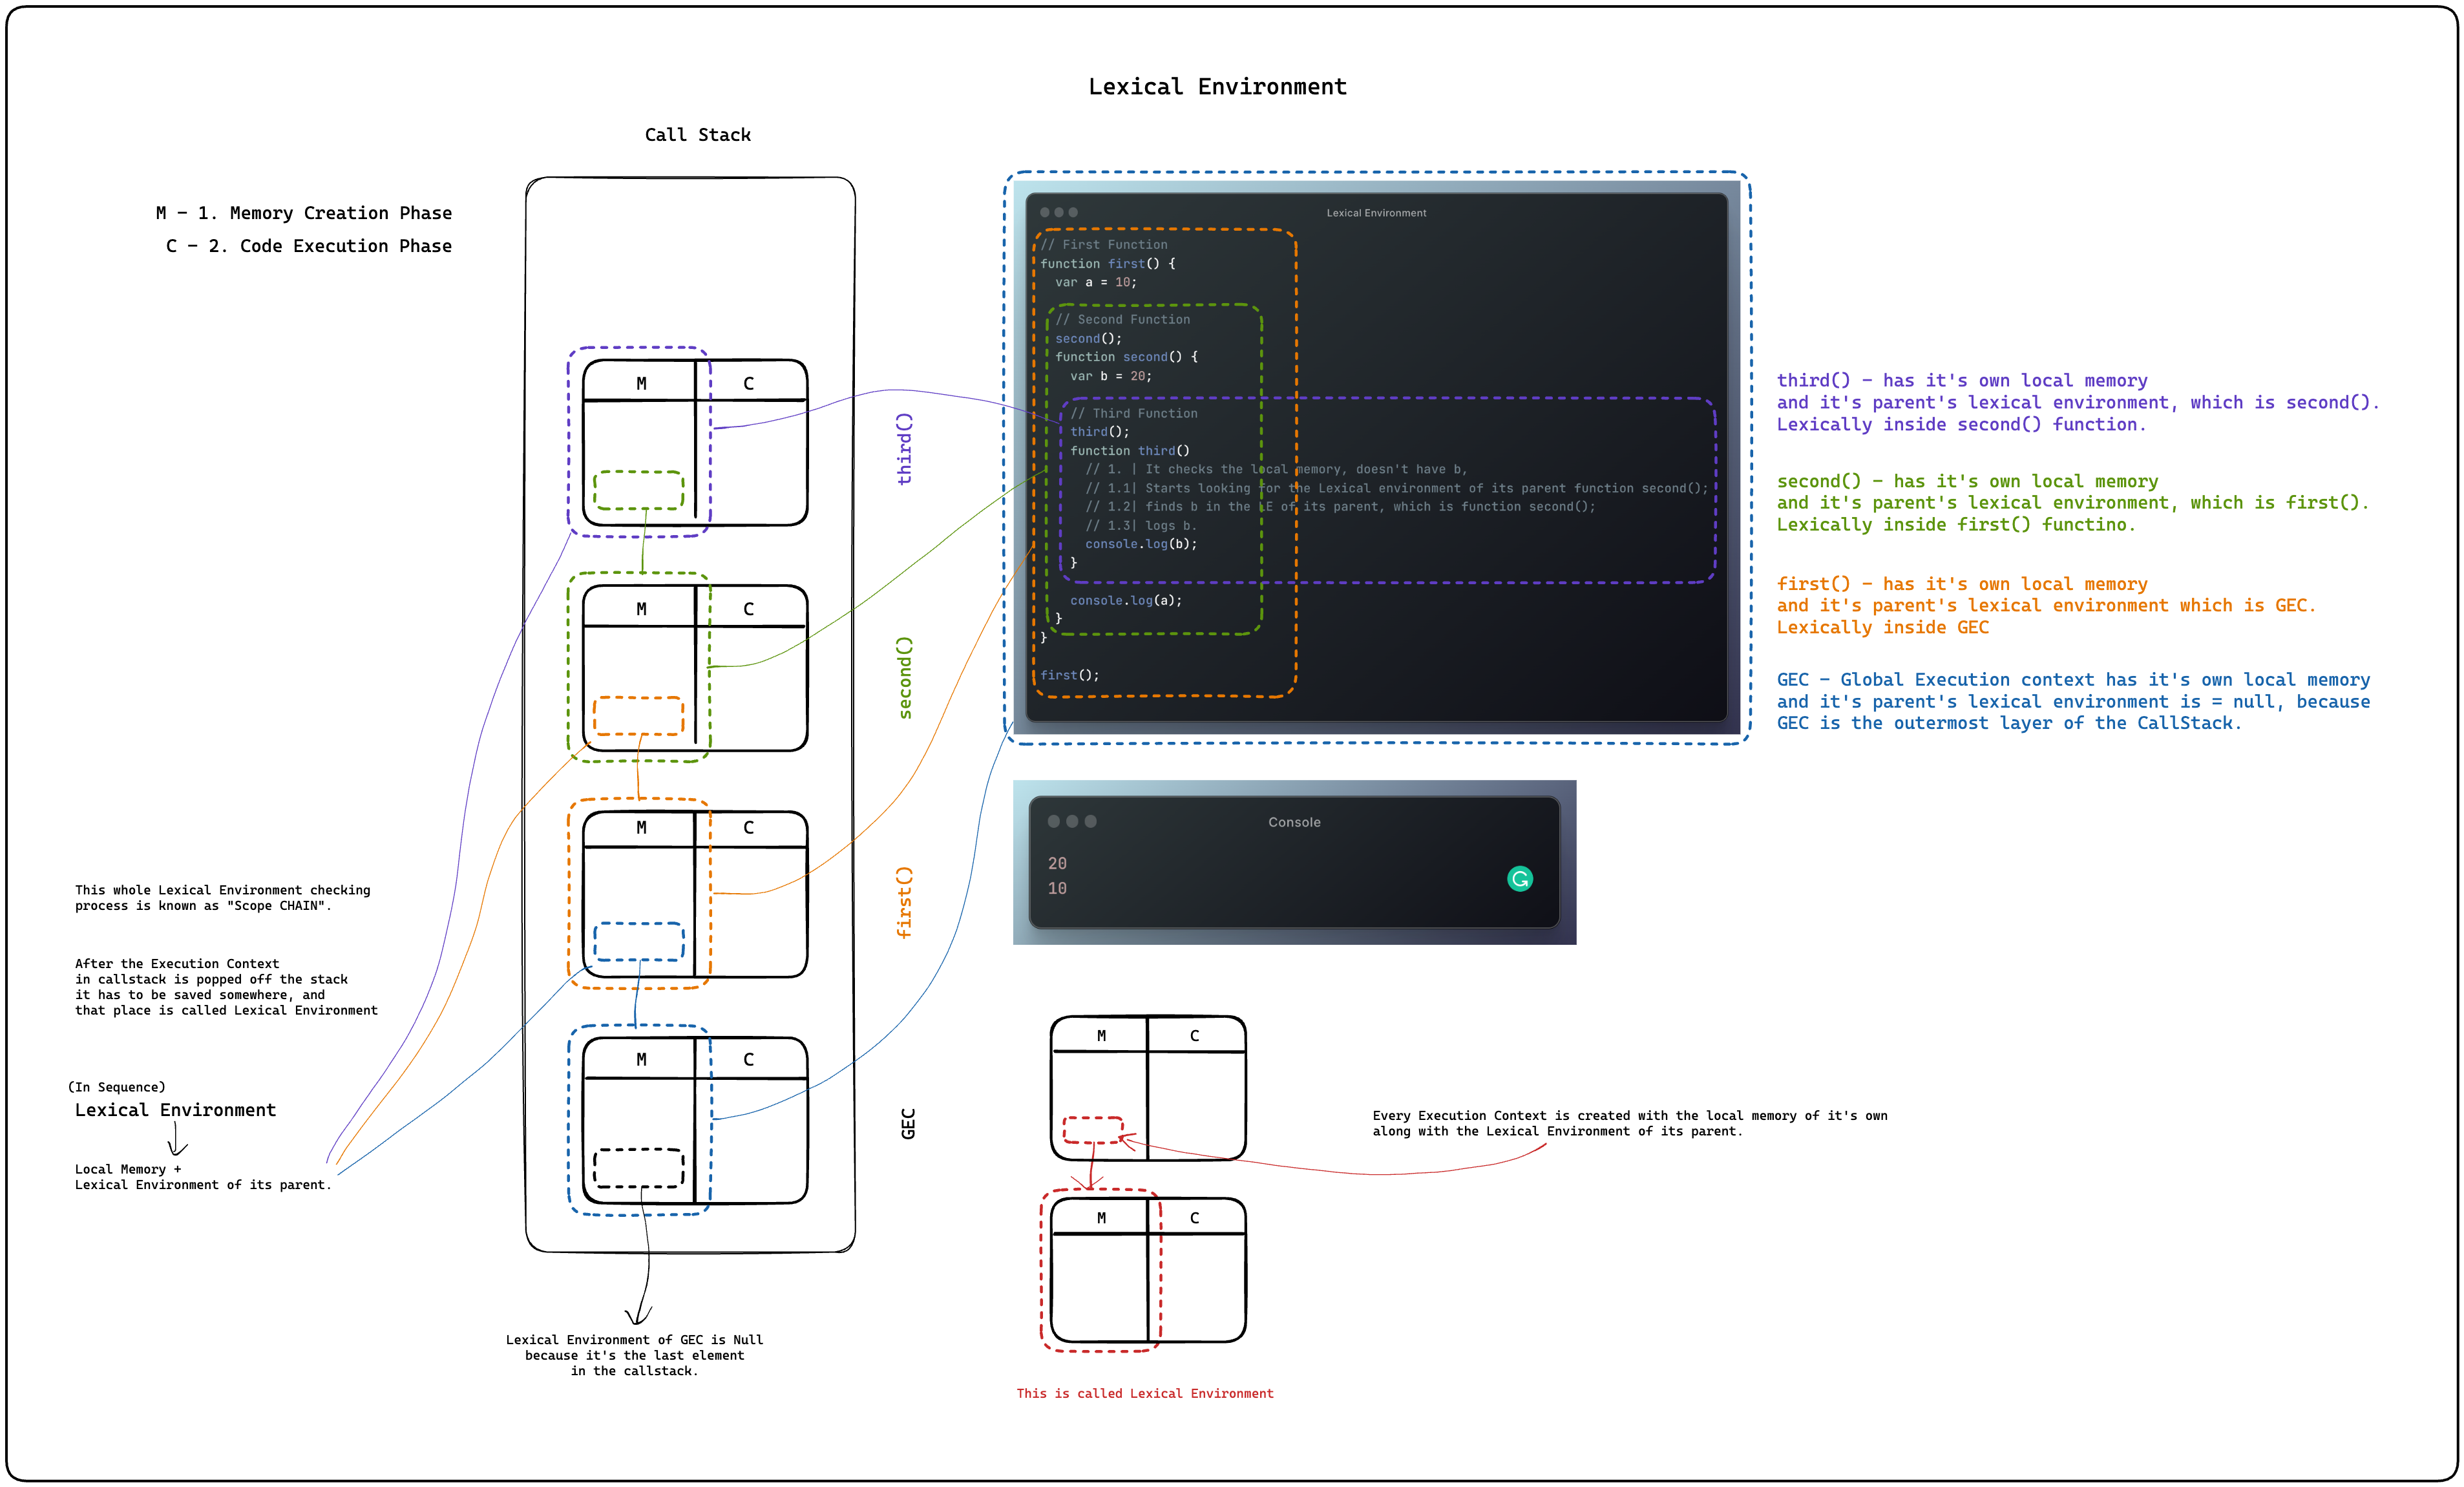 Lexical Environment
Call Stack
M - 1. Memory Creation Phase
C - 2. Code Execution Phase
M
C
third()
M
C
second()
M
C
first()
M
C
GEC
This whole Lexical Environment checking
process is known as "Scope CHAIN".
After the Execution Context
in callstack is popped off the stack
it has to be saved somewhere, and
that place is called Lexical Environment
(In Sequence)
Lexical Environment
Local Memory +
Lexical Environment of its parent.
Lexical Environment of GEC is Null
because it's the last element
in the callstack.
Lexical Environment
// First Function
function first() {
var a = 10;
// Second Function
second();
function second() {
var b = 20;
// Third Function
third();
function third()
// 1. | It checks the local memory, doesn't have b,
// 1.1| Starts looking for the Lexical environment of its parent function second();
// 1.2| finds b in the LE of its parent, which is function second();
// 1.3| logs b.
console.log(b);
}
console.log(a);
}
}
first();
third() - has it's own local memory
and it's parent's lexical environment, which is second().
Lexically inside second() function.
second() - has it's own local memory
and it's parent's lexical environment, which is first().
Lexically inside first() functino.
first() - has it's own local memory
and it's parent's lexical environment which is GEC.
Lexically inside GEC
GEC - Global Execution context has it's own local memory
and it's parent's lexical environment is = null, because
GEC is the outermost layer of the CallStack.
Console
20
10
M
C
Every Execution Context is created with the local memory of it's own
along with the Lexical Environment of its parent.
M
C
This is called Lexical Environment